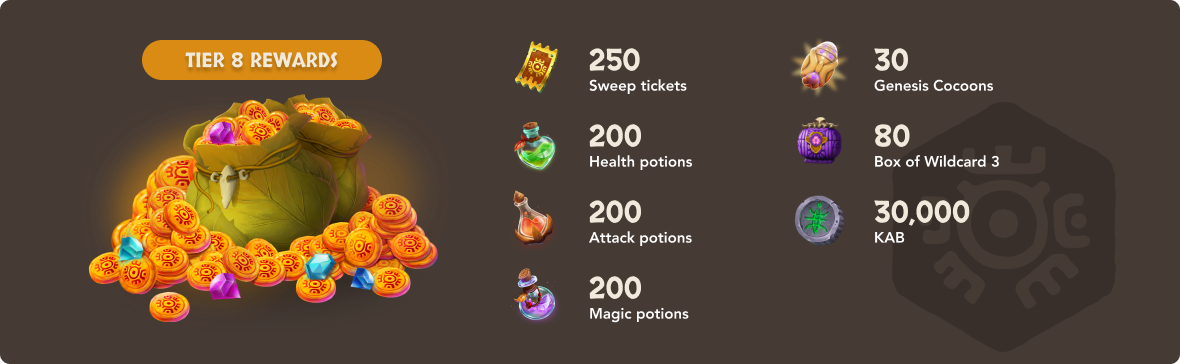 TIER 8 REWARDS
250
Sweep tickets
200
Health potions
200
Attack potions
200
Magic potions
30
Genesis Cocoons
80
Box of Wildcard 3
30,000
KAB